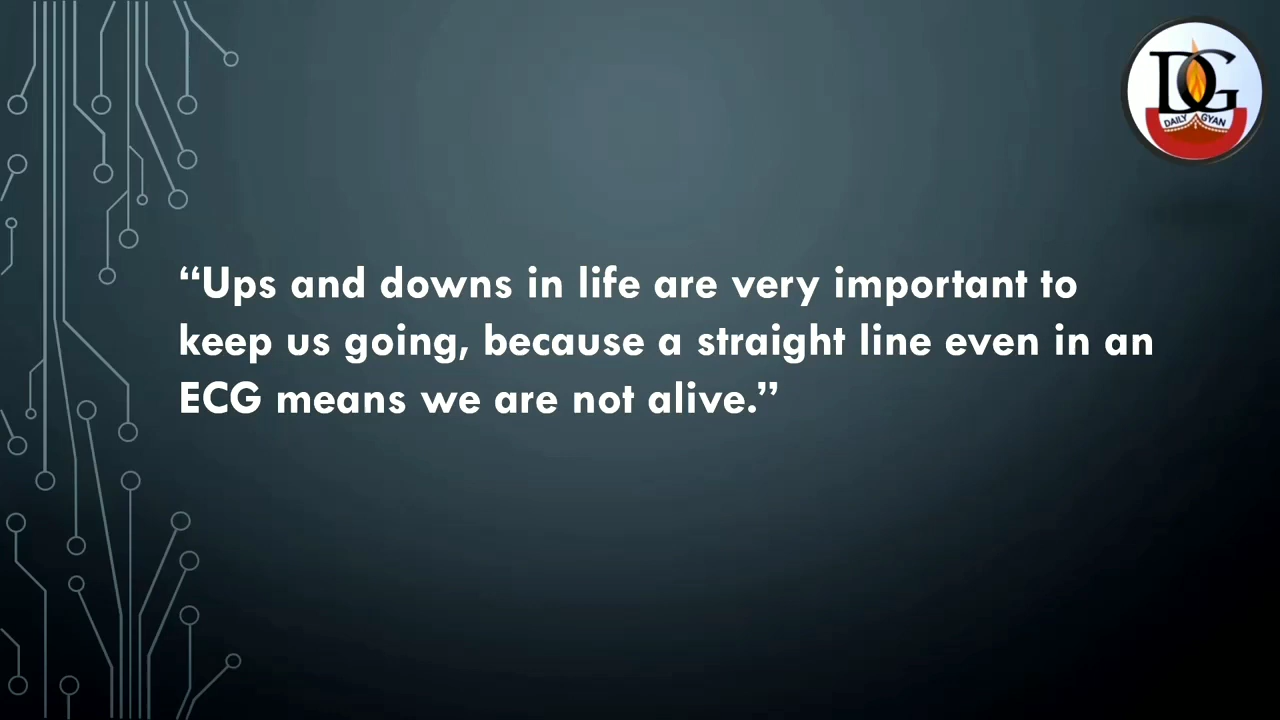 DG
DAILY GYAN
“Ups and downs in life are very important to
keep us going, because a straight line even in an
ECG means we are not alive.”